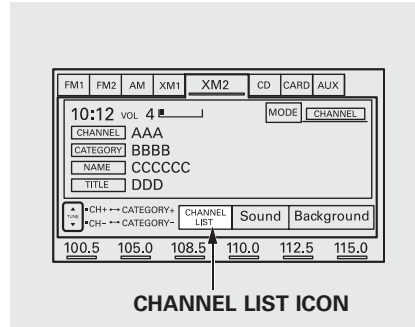 FM1 FM2 AM XM1 XM2 CD CARD AUX
10:12 VOL 4 MODE CHANNEL
CHANNEL AAA
CATEGORY BBBB
NAME CCCCCC
TITLE DDD
TUNE CH+ CATEGORY+ CHANNEL LIST Sound Background
CH- CATEGORY-
100.5 105.0 108.5 110.0 112.5 115.0
CHANNEL LIST ICON